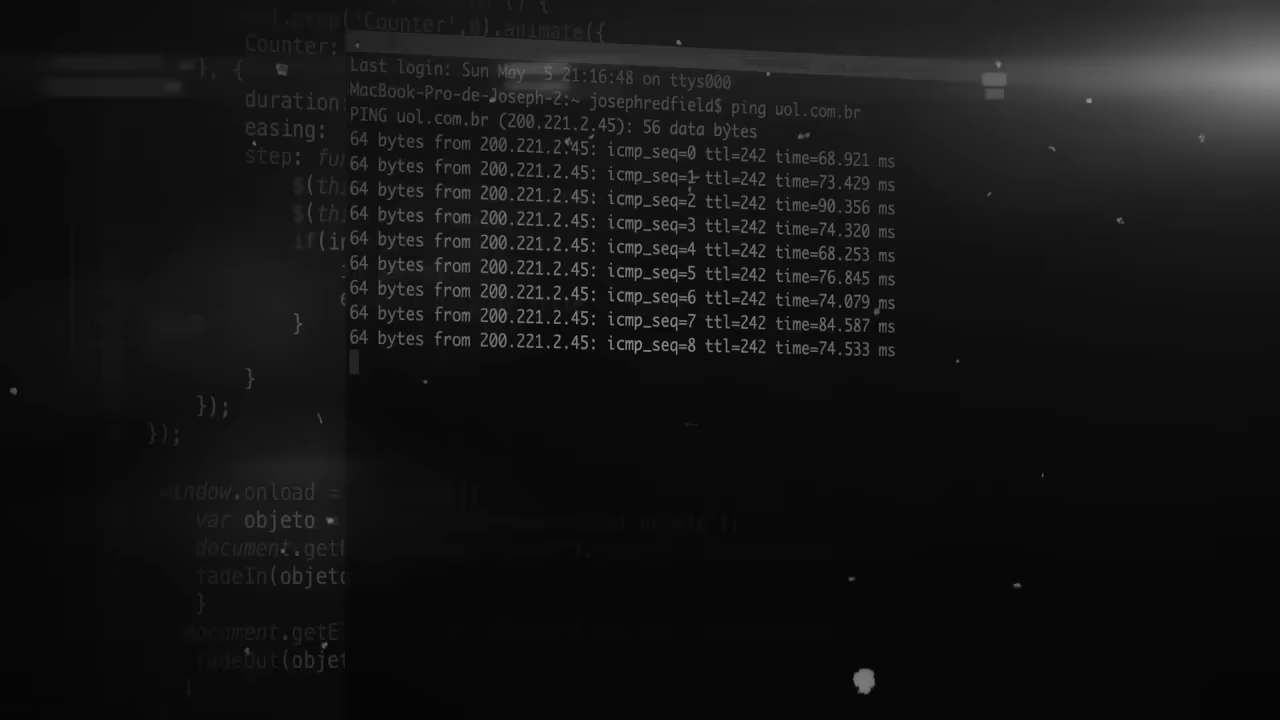 'Counter',0).animate({
Counter:
}, {
duration:
easing:
step:
$(thi
$(thi
if(in
}
}
});
});
window.onload =
var objeto =
document.get
fadeIn(objeto
}
document.getE
fadeOut(objet
Last login: Sun May  5 21:16:48 on ttys000
MacBook-Pro-de-Joseph-2:~ josephredfield$ ping uol.com.br
PING uol.com.br (200.221.2.45): 56 data bytes
64 bytes from 200.221.2.45: icmp_seq=0 ttl=242 time=68.921 ms
64 bytes from 200.221.2.45: icmp_seq=1 ttl=242 time=73.429 ms
64 bytes from 200.221.2.45: icmp_seq=2 ttl=242 time=90.356 ms
64 bytes from 200.221.2.45: icmp_seq=3 ttl=242 time=74.320 ms
64 bytes from 200.221.2.45: icmp_seq=4 ttl=242 time=68.253 ms
64 bytes from 200.221.2.45: icmp_seq=5 ttl=242 time=76.845 ms
64 bytes from 200.221.2.45: icmp_seq=6 ttl=242 time=74.079 ms
64 bytes from 200.221.2.45: icmp_seq=7 ttl=242 time=84.587 ms
64 bytes from 200.221.2.45: icmp_seq=8 ttl=242 time=74.533 ms